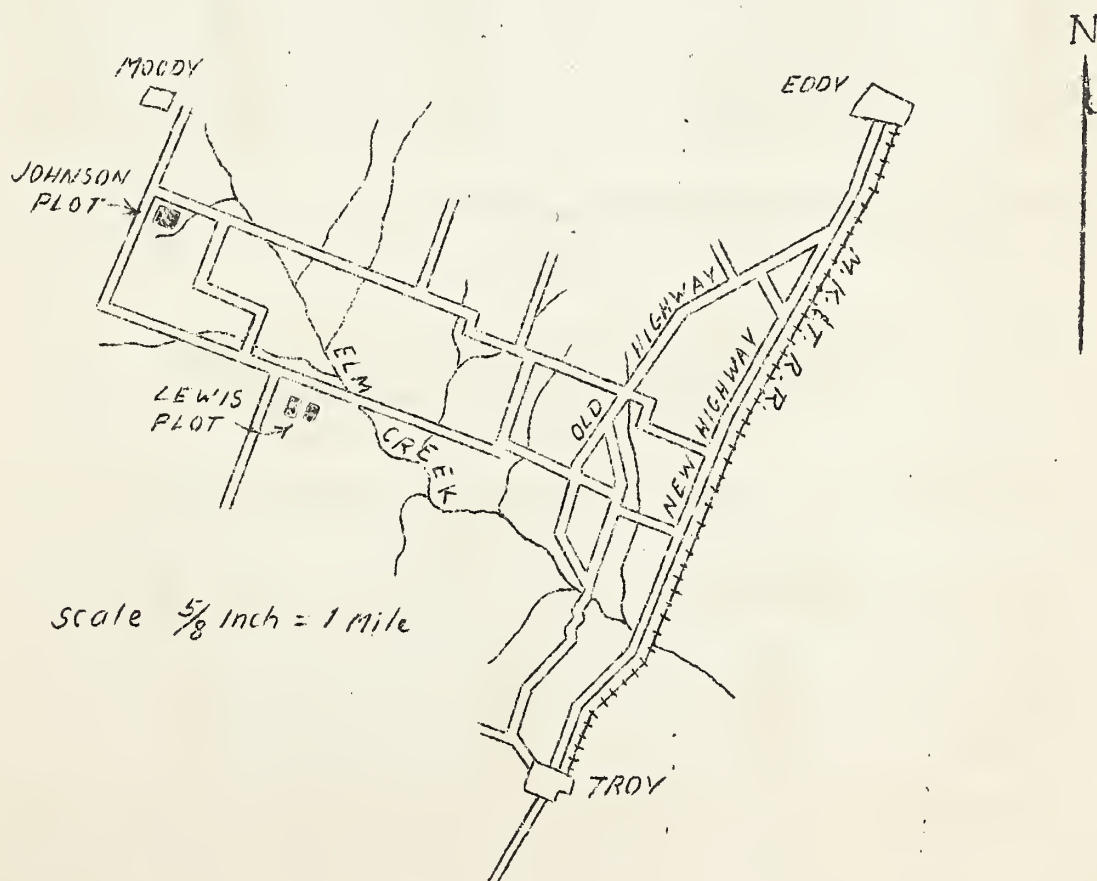 N
MOODY
EDDY
JOHNSON
PLOT
HIGHWAY
M.K.&T. R.R.
ELM
LEWIS
PLOT
CREEK
OLD
NEW HIGHWAY
scale 5/8 Inch = 1 Mile
TROY